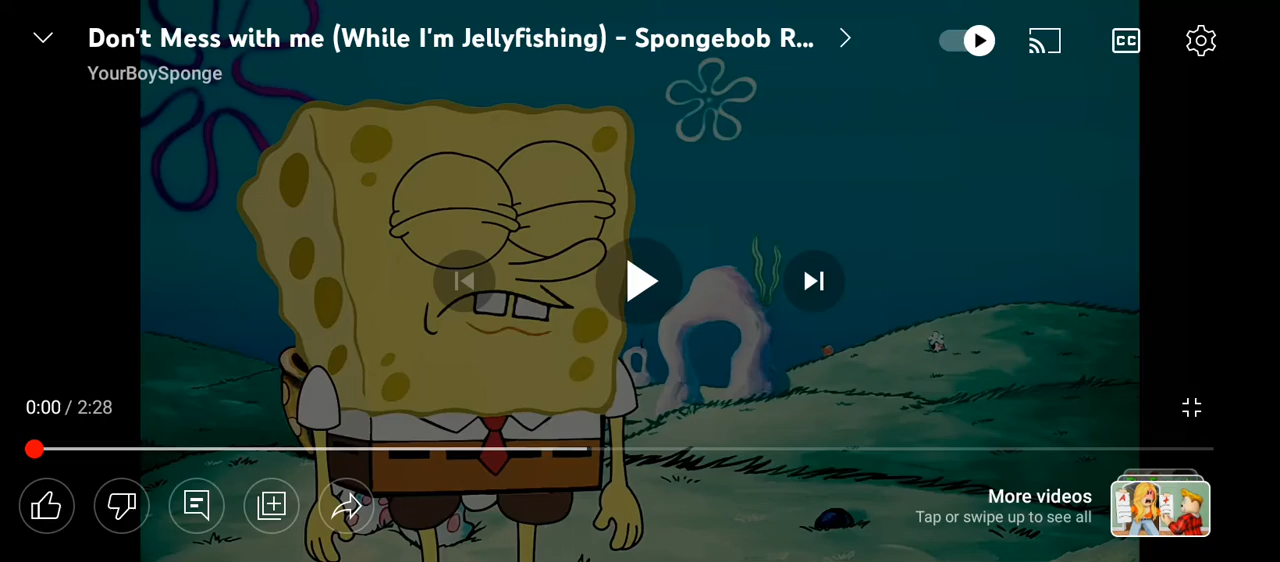 Don't Mess with me (While I'm Jellyfishing) - Spongebob R...
YourBoySponge
CC
0:00 / 2:28
More videos
Tap or swipe up to see all